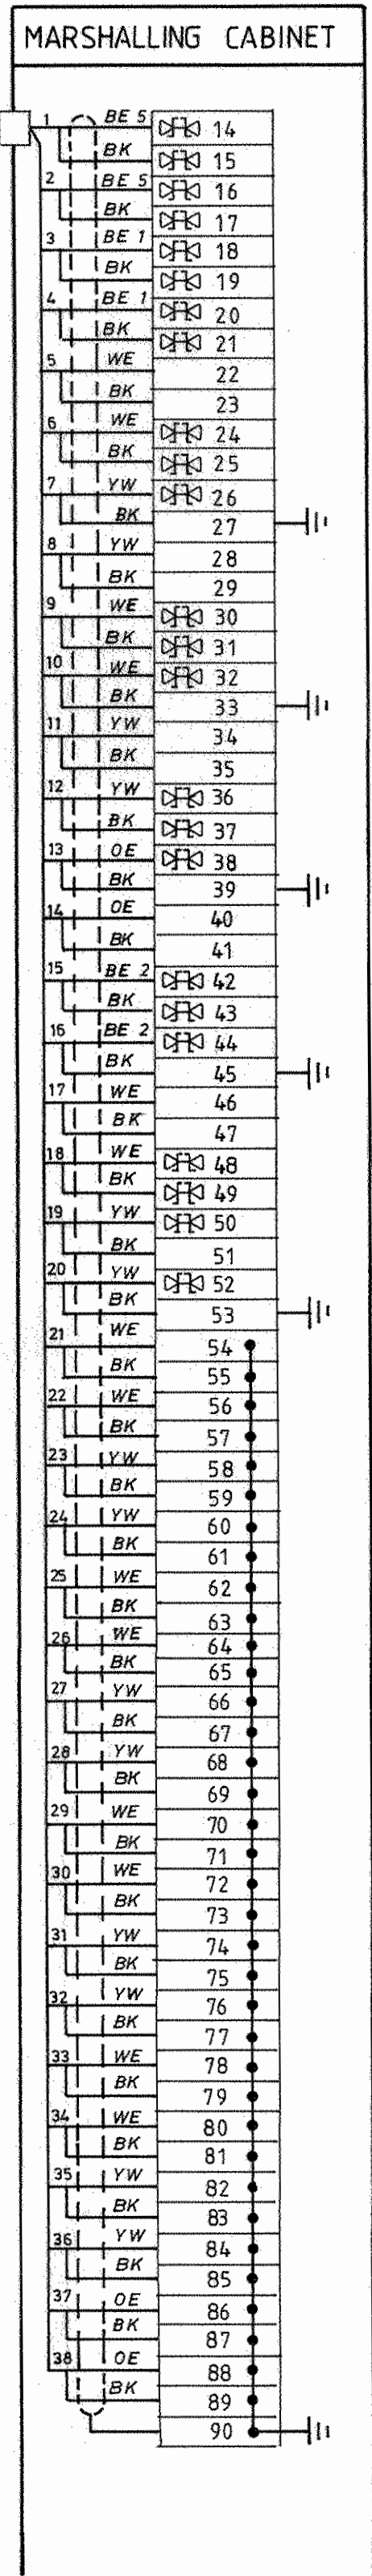 MARSHALLING CABINET
1 BE 5 14
BK 15
2 BE 5 16
BK 17
3 BE 1 18
BK 19
4 BE 1 20
BK 21
5 WE 22
BK 23
6 WE 24
BK 25
7 YW 26
BK 27
8 YW 28
BK 29
9 WE 30
BK 31
10 WE 32
BK 33
11 YW 34
BK 35
12 YW 36
BK 37
13 OE 38
BK 39
14 OE 40
BK 41
15 BE 2 42
BK 43
16 BE 2 44
BK 45
17 WE 46
BK 47
18 WE 48
BK 49
19 YW 50
BK 51
20 YW 52
BK 53
21 WE 54
BK 55
22 WE 56
BK 57
23 YW 58
BK 59
24 YW 60
BK 61
25 WE 62
BK 63
26 WE 64
BK 65
27 YW 66
BK 67
28 YW 68
BK 69
29 WE 70
BK 71
30 WE 72
BK 73
31 YW 74
BK 75
32 YW 76
BK 77
33 WE 78
BK 79
34 WE 80
BK 81
35 YW 82
BK 83
36 YW 84
BK 85
37 OE 86
BK 87
38 OE 88
BK 89
90